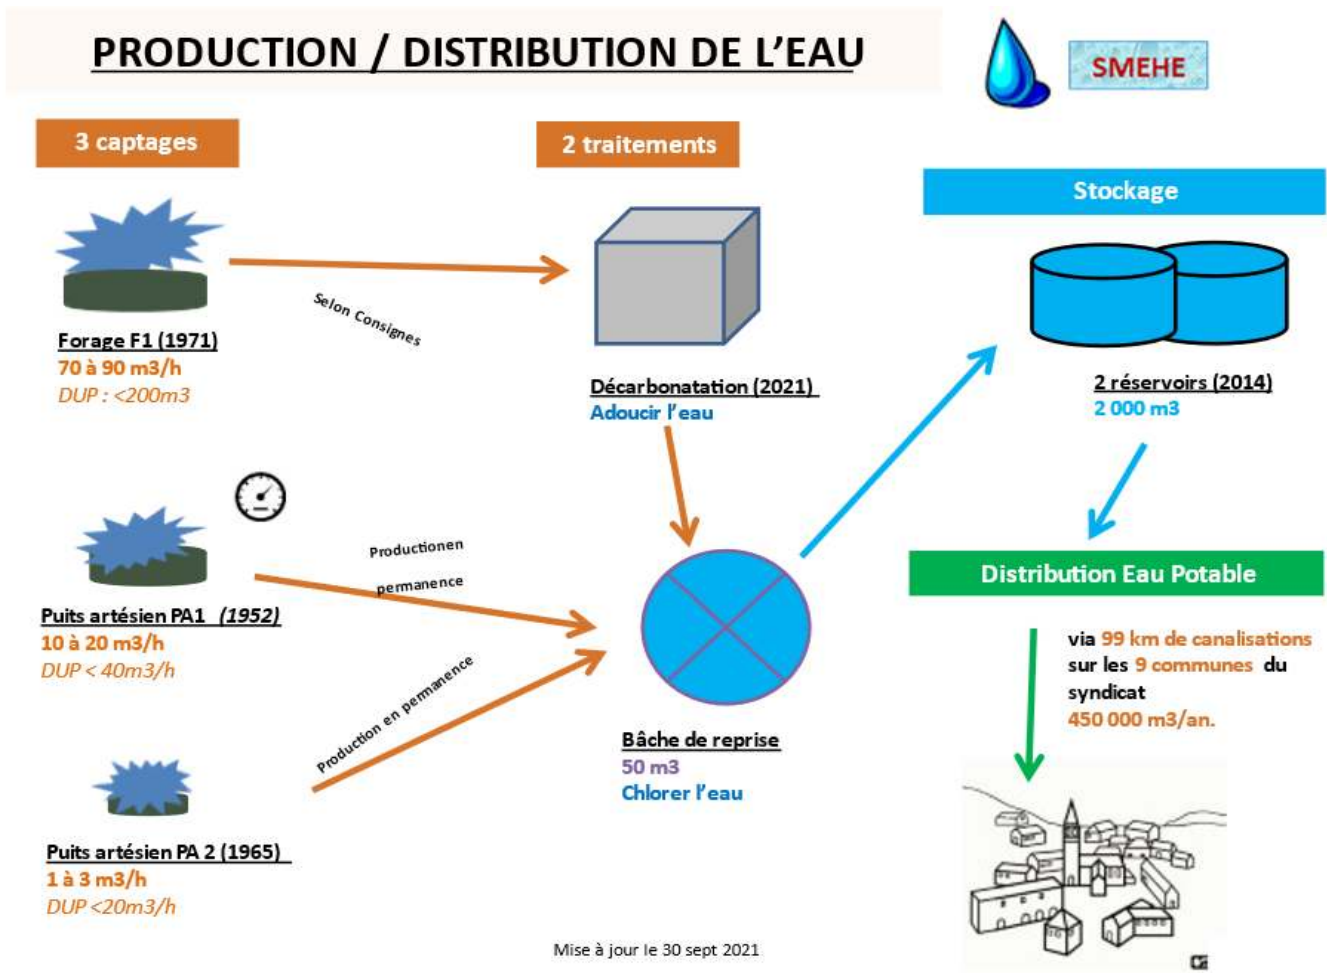 PRODUCTION / DISTRIBUTION DE L’EAU
SMEHE
3 captages
2 traitements
Stockage
Selon Consignes
Forage F1 (1971)
70 à 90 m3/h
DUP : <200m3
Décarbonatation (2021)
Adoucir l’eau
2 réservoirs (2014)
2 000 m3
Productionen
permanence
Puits artésien PA1 (1952)
10 à 20 m3/h
DUP < 40m3/h
Distribution Eau Potable
via 99 km de canalisations
sur les 9 communes du
syndicat
450 000 m3/an.
Production en permanence
Bâche de reprise
50 m3
Chlorer l’eau
Puits artésien PA 2 (1965)
1 à 3 m3/h
DUP <20m3/h
Mise à jour le 30 sept 2021